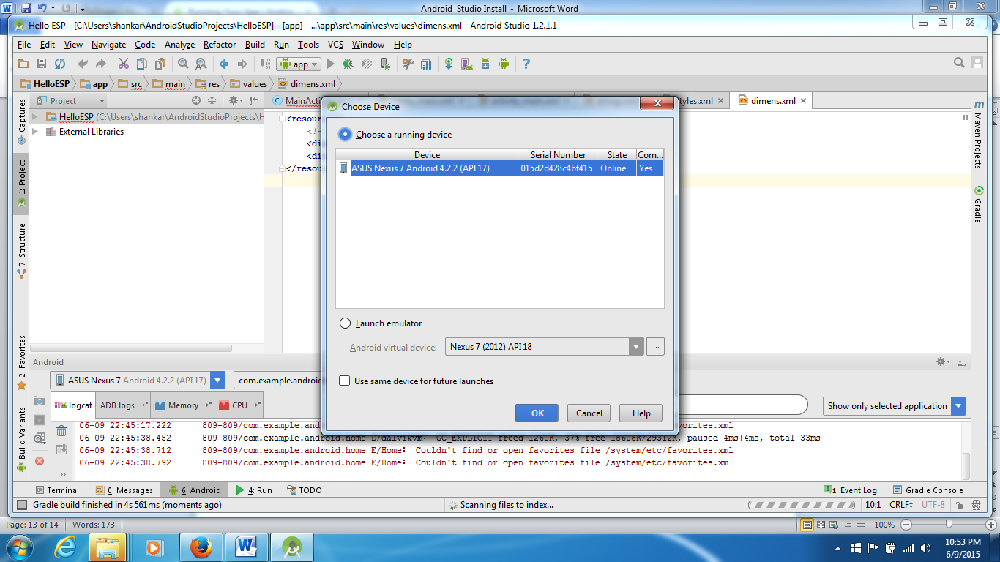 Android Studio Install - Microsoft Word
Hello ESP - [C:\Users\shankar\AndroidStudioProjects\HelloESP] - [app] - ...\app\src\main\res\values\dimens.xml - Android Studio 1.2.1.1
File Edit View Navigate Code Analyze Refactor Build Run Tools VCS Window Help
app
HelloESP app src main res values dimens.xml
Captures
1: Project
7: Structure
2: Favorites
Build Variants
Project
HelloESP (C:\Users\shankar\AndroidStudioProjects\H
External Libraries
MainActi
tyles.xml
dimens.xml
<resour
<!-
<di
<di
</resou
Maven Projects
Gradle
Choose Device
Choose a running device
Device Serial Number State Com...
ASUS Nexus 7 Android 4.2.2 (API 17) 015d2d428c4bf415 Online Yes
Launch emulator
Android virtual device: Nexus 7 (2012) API 18 ...
Use same device for future launches
OK Cancel Help
Android
ASUS Nexus 7 Android 4.2.2 (API 17) com.example.android
logcat ADB logs Memory CPU
Show only selected application
06-09 22:45:17.222 809-809/com.example.and avorites.xml
06-09 22:45:38.452 809-809/com.example.android.home D/dalvikvm: GC_EXPLICIT freed 1260K, 37% free 18608K/29312K, paused 4ms+4ms, total 33ms
06-09 22:45:38.712 809-809/com.example.android.home E/Home: Couldn't find or open favorites file /system/etc/favorites.xml
06-09 22:45:38.792 809-809/com.example.android.home E/Home: Couldn't find or open favorites file /system/etc/favorites.xml
Terminal 0: Messages 6: Android 4: Run TODO 1 Event Log Gradle Console
Gradle build finished in 4s 561ms (moments ago) Scanning files to index... 10:1 CRLF UTF-8
Page: 13 of 14 Words: 173 100%
10:53 PM
6/9/2015